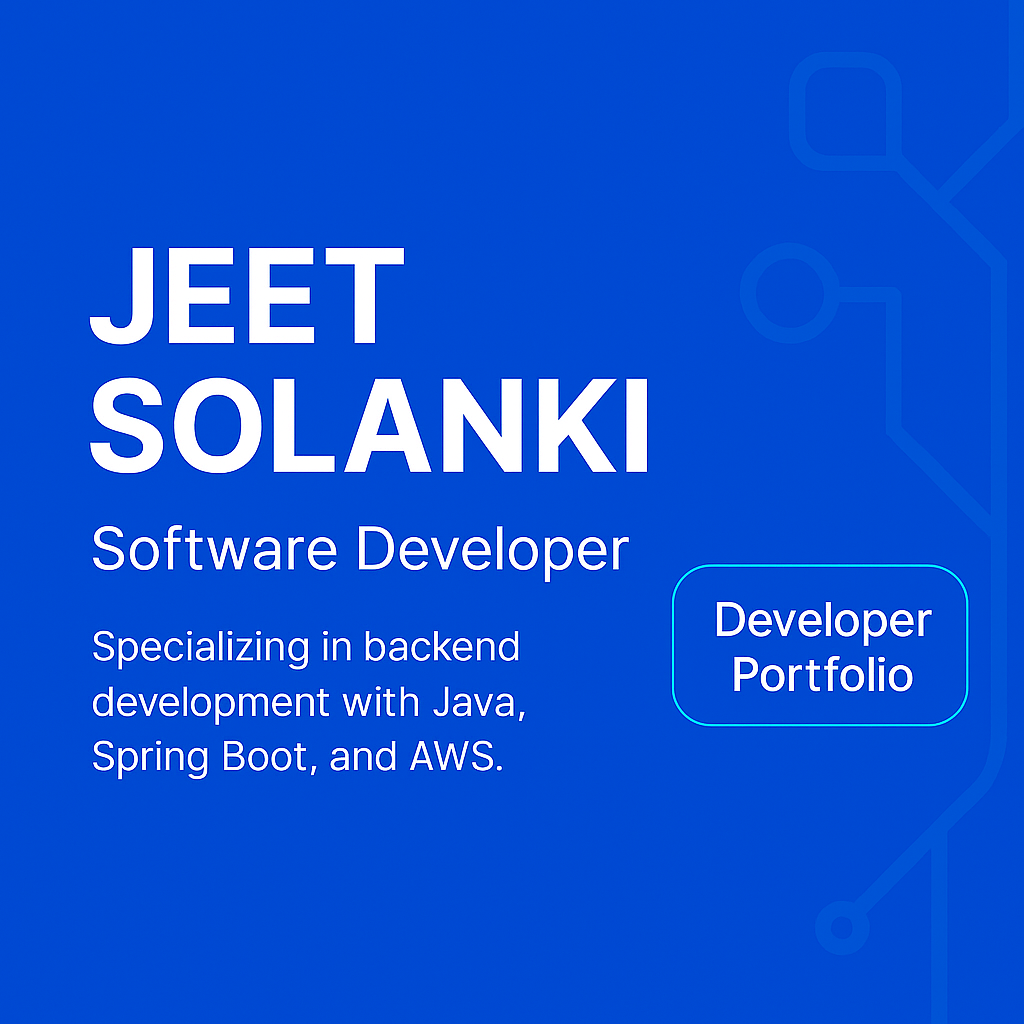 JEET
SOLANKI
Software Developer
Specializing in backend
development with Java,
Spring Boot, and AWS.
Developer
Portfolio